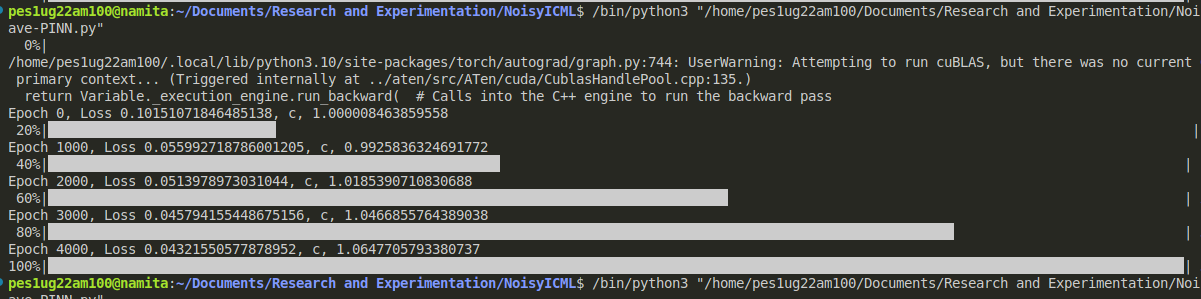 pes1ug22am100@namita:~/Documents/Research and Experimentation/NoisyICML$ /bin/python3 "/home/pes1ug22am100/Documents/Research and Experimentation/Noi
ave-PINN.py"
0%|
/home/pes1ug22am100/.local/lib/python3.10/site-packages/torch/autograd/graph.py:744: UserWarning: Attempting to run cuBLAS, but there was no current
primary context... (Triggered internally at ../aten/src/ATen/cuda/CublasHandlePool.cpp:135.)
return Variable._execution_engine.run_backward(  # Calls into the C++ engine to run the backward pass
Epoch 0, Loss 0.10151071846485138, c, 1.000008463859558
20%| |
Epoch 1000, Loss 0.055992718786001205, c, 0.9925836324691772
40%| |
Epoch 2000, Loss 0.0513978973031044, c, 1.0185390710830688
60%| |
Epoch 3000, Loss 0.045794155448675156, c, 1.0466855764389038
80%| |
Epoch 4000, Loss 0.04321550577878952, c, 1.0647705793380737
100%| |
pes1ug22am100@namita:~/Documents/Research and Experimentation/NoisyICML$ /bin/python3 "/home/pes1ug22am100/Documents/Research and Experimentation/Noi
ave-PINN.py"